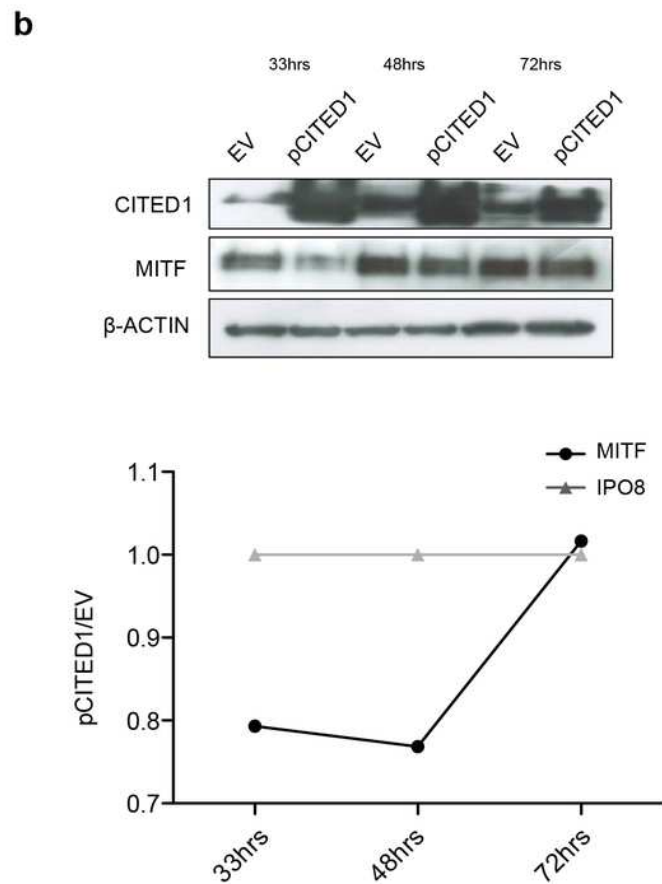 b
33hrs 48hrs 72hrs
EV pCITED1 EV pCITED1 EV pCITED1
CITED1
MITF
β-ACTIN
MITF
IPO8
1.1
1.0
0.9
0.8
0.7
pCITED1/EV
33hrs 48hrs 72hrs